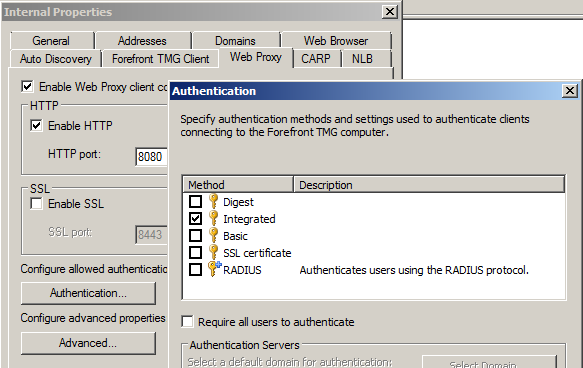 Internal Properties
General Addresses Domains Web Browser
Auto Discovery Forefront TMG Client Web Proxy CARP NLB
Enable Web Proxy client co
HTTP
Enable HTTP
HTTP port: 8080
SSL
Enable SSL
SSL port: 8443
Configure allowed authenticatio
Authentication...
Configure advanced properties
Advanced...
Authentication
Specify authentication methods and settings used to authenticate clients
connecting to the Forefront TMG computer.
Method Description
Digest
Integrated
Basic
SSL certificate
RADIUS Authenticates users using the RADIUS protocol.
Require all users to authenticate
Authentication Servers
Select a default domain for authentication:
Select Domain